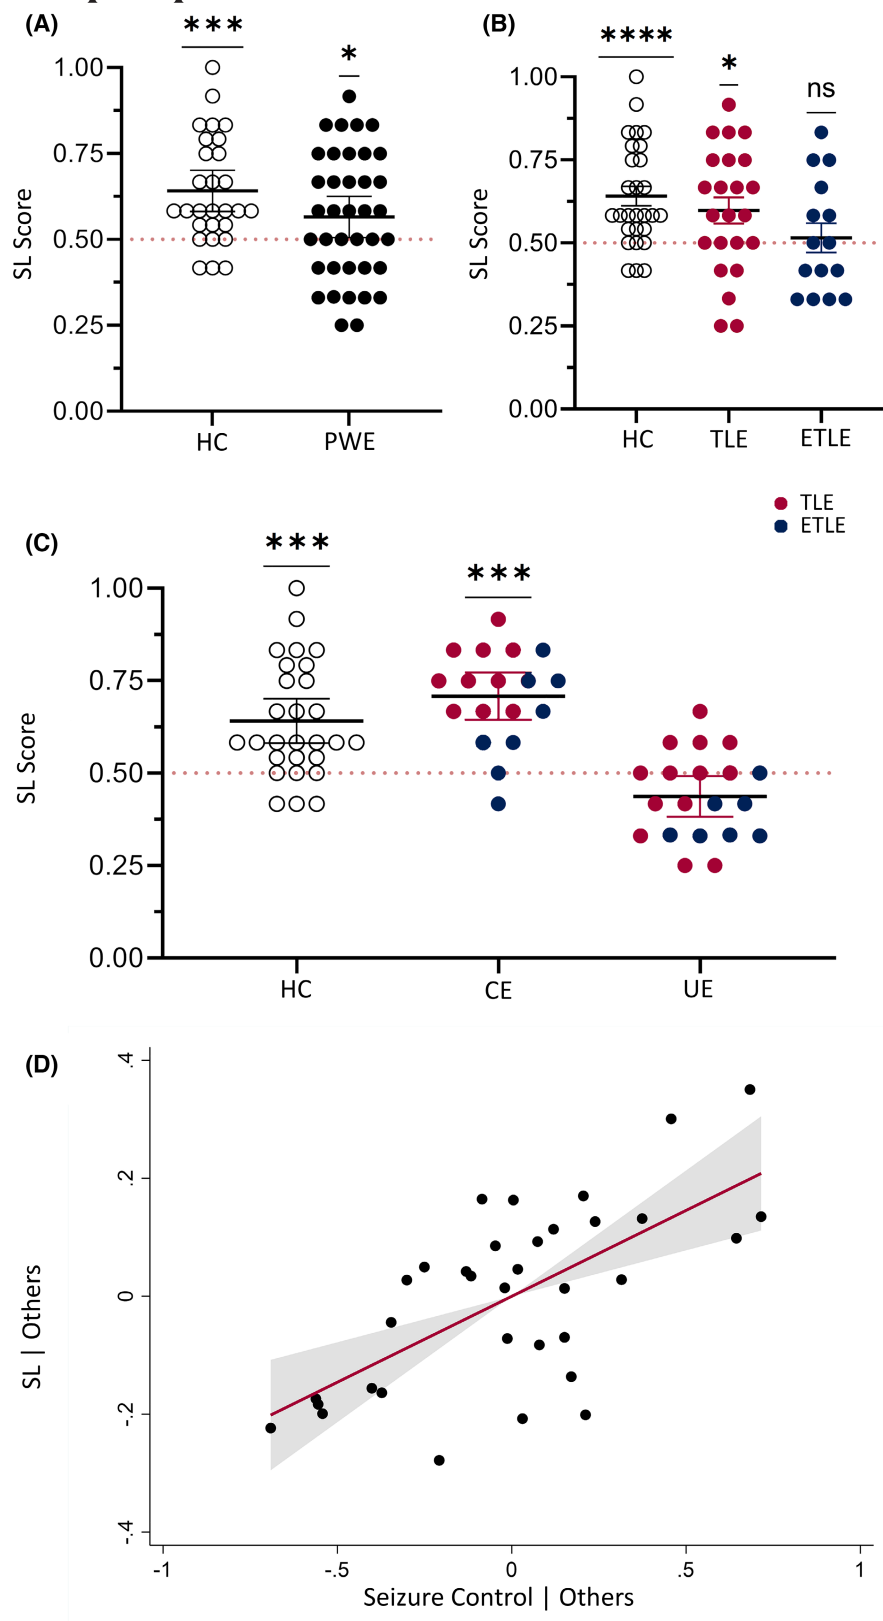 (A)
(B)
***
*
****
*
ns
1.00
0.75
0.50
0.25
0.00
SL Score
HC
PWE
1.00
0.75
0.50
0.25
0.00
SL Score
HC
TLE
ETLE
TLE
ETLE
(C)
***
***
1.00
0.75
0.50
0.25
0.00
SL Score
HC
CE
UE
(D)
.4
.2
0
-.2
-.4
SL | Others
-1
-.5
0
.5
1
Seizure Control | Others